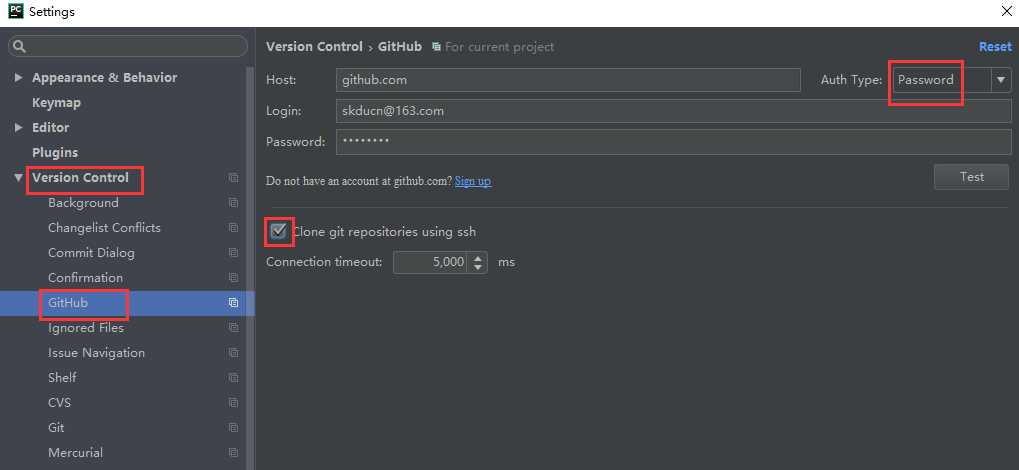 PC Settings
Version Control › GitHub For current project Reset
Appearance & Behavior
Keymap
Editor
Plugins
Version Control
Background
Changelist Conflicts
Commit Dialog
Confirmation
GitHub
Ignored Files
Issue Navigation
Shelf
CVS
Git
Mercurial
Host: github.com Auth Type: Password
Login: skducn@163.com
Password: ••••••••
Do not have an account at github.com? Sign up
Test
Clone git repositories using ssh
Connection timeout: 5,000 ms